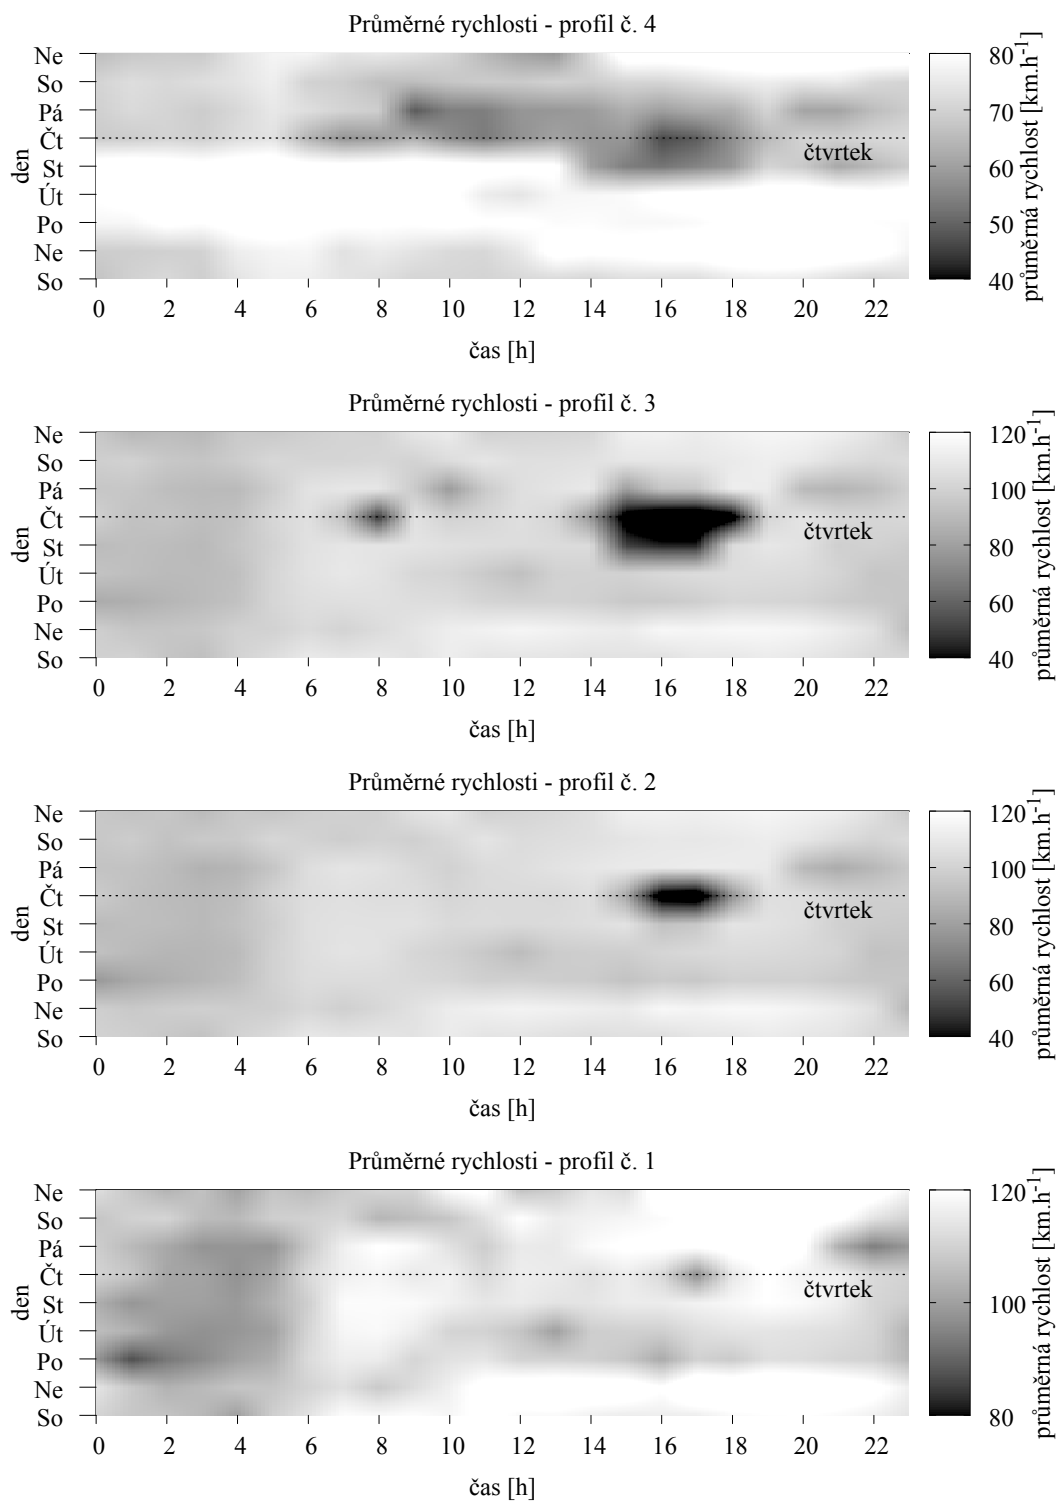 Průměrné rychlosti - profil č. 4
Ne
So
Pá
Čt
St
Út
Po
Ne
So
den
čtvrtek
0 2 4 6 8 10 12 14 16 18 20 22
čas [h]
80
70
60
50
40
průměrná rychlost [km.h-1]
Průměrné rychlosti - profil č. 3
Ne
So
Pá
Čt
St
Út
Po
Ne
So
den
čtvrtek
0 2 4 6 8 10 12 14 16 18 20 22
čas [h]
120
100
80
60
40
průměrná rychlost [km.h-1]
Průměrné rychlosti - profil č. 2
Ne
So
Pá
Čt
St
Út
Po
Ne
So
den
čtvrtek
0 2 4 6 8 10 12 14 16 18 20 22
čas [h]
120
100
80
60
40
průměrná rychlost [km.h-1]
Průměrné rychlosti - profil č. 1
Ne
So
Pá
Čt
St
Út
Po
Ne
So
den
čtvrtek
0 2 4 6 8 10 12 14 16 18 20 22
čas [h]
120
100
80
průměrná rychlost [km.h-1]